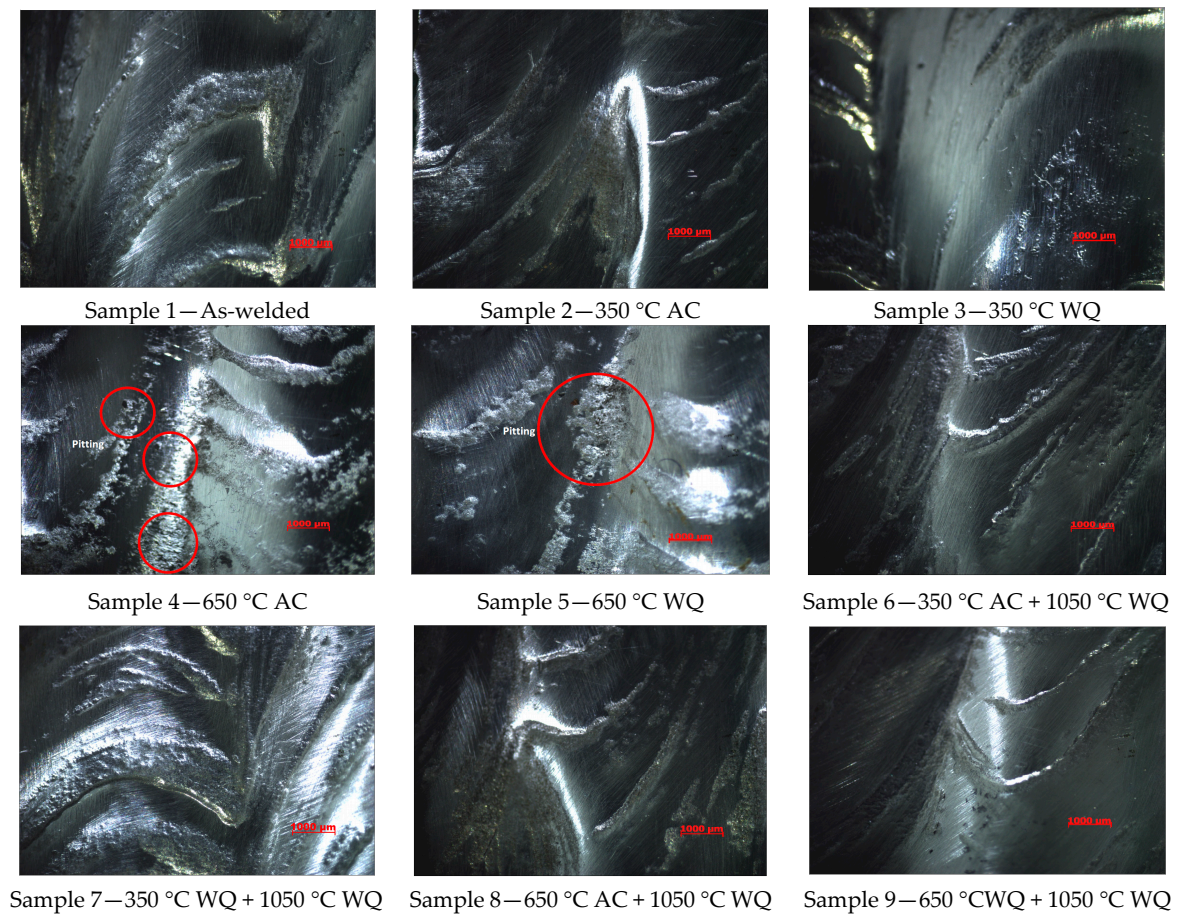 1000 µm
1000 µm
1000 µm
Sample 1—As-welded
Sample 2—350 °C AC
Sample 3—350 °C WQ
Pitting
1000 µm
Pitting
1000 µm
1000 µm
Sample 4—650 °C AC
Sample 5—650 °C WQ
Sample 6—350 °C AC + 1050 °C WQ
1000 µm
1000 µm
1000 µm
Sample 7—350 °C WQ + 1050 °C WQ
Sample 8—650 °C AC + 1050 °C WQ
Sample 9—650 °CWQ + 1050 °C WQ